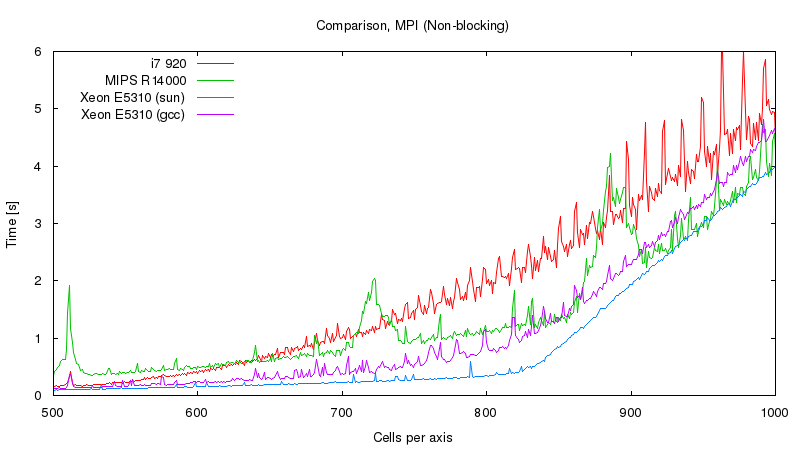 Comparison, MPI (Non-blocking)
i7 920
MIPS R14000
Xeon E5310 (sun)
Xeon E5310 (gcc)
Time [s]
6
5
4
3
2
1
0
500
600
700
800
900
1000
Cells per axis